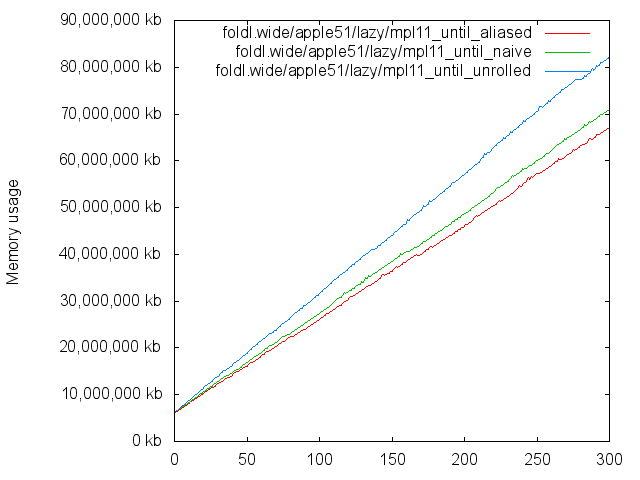 90,000,000 kb
80,000,000 kb
70,000,000 kb
60,000,000 kb
50,000,000 kb
40,000,000 kb
30,000,000 kb
20,000,000 kb
10,000,000 kb
0 kb
Memory usage
foldl.wide/apple51/lazy/mpl11_until_aliased
foldl.wide/apple51/lazy/mpl11_until_naive
foldl.wide/apple51/lazy/mpl11_until_unrolled
0 50 100 150 200 250 300